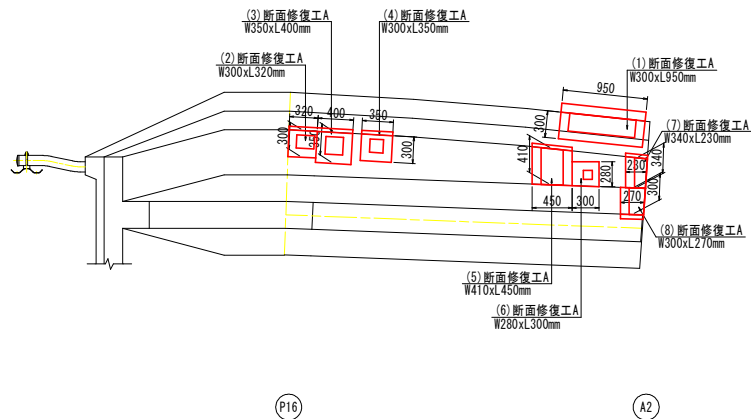 (3)断面修復工A
W350xL400mm
(4)断面修復工A
W300xL350mm
(2)断面修復工A
W300xL320mm
(1)断面修復工A
W300xL950mm
950
320
400
350
300
350
300
300
(7)断面修復工A
W340xL230mm
410
280
230
340
450
300
270
300
(8)断面修復工A
W300xL270mm
(5)断面修復工A
W410xL450mm
(6)断面修復工A
W280xL300mm
P16
A2